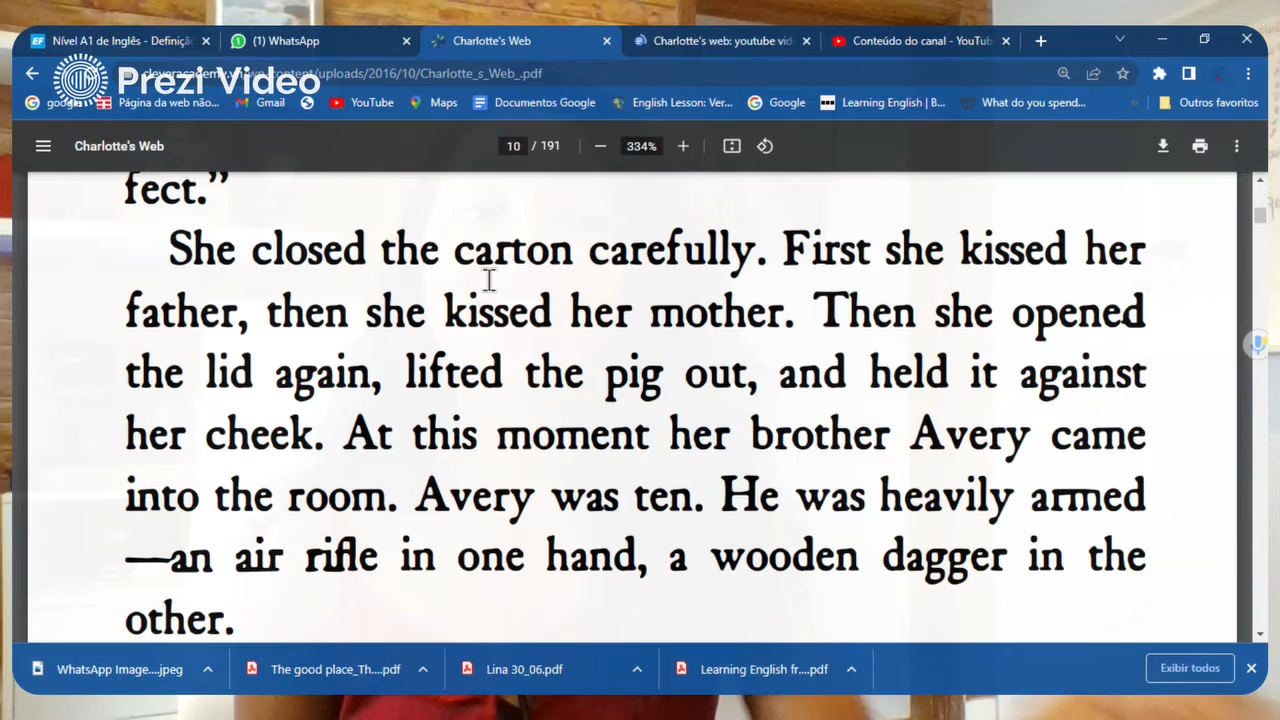 Nível A1 de Inglês - Definiçã
(1) WhatsApp
Charlotte's Web
Charlotte's web: youtube vi
Conteúdo do canal - YouTub
Prezi Video
content/uploads/2016/10/Charlotte_s_Web_.pdf
Página da web não...
Gmail
YouTube
Maps
Documentos Google
English Lesson: Ver...
Google
Learning English | B...
What do you spend...
Outros favoritos
Charlotte's Web
10 / 191
334%
fect.”
She closed the carton carefully. First she kissed her
father, then she kissed her mother. Then she opened
the lid again, lifted the pig out, and held it against
her cheek. At this moment her brother Avery came
into the room. Avery was ten. He was heavily armed
—an air rifle in one hand, a wooden dagger in the
other.
WhatsApp Image....jpeg
The good place_Th....pdf
Lina 30_06.pdf
Learning English fr....pdf
Exibir todos